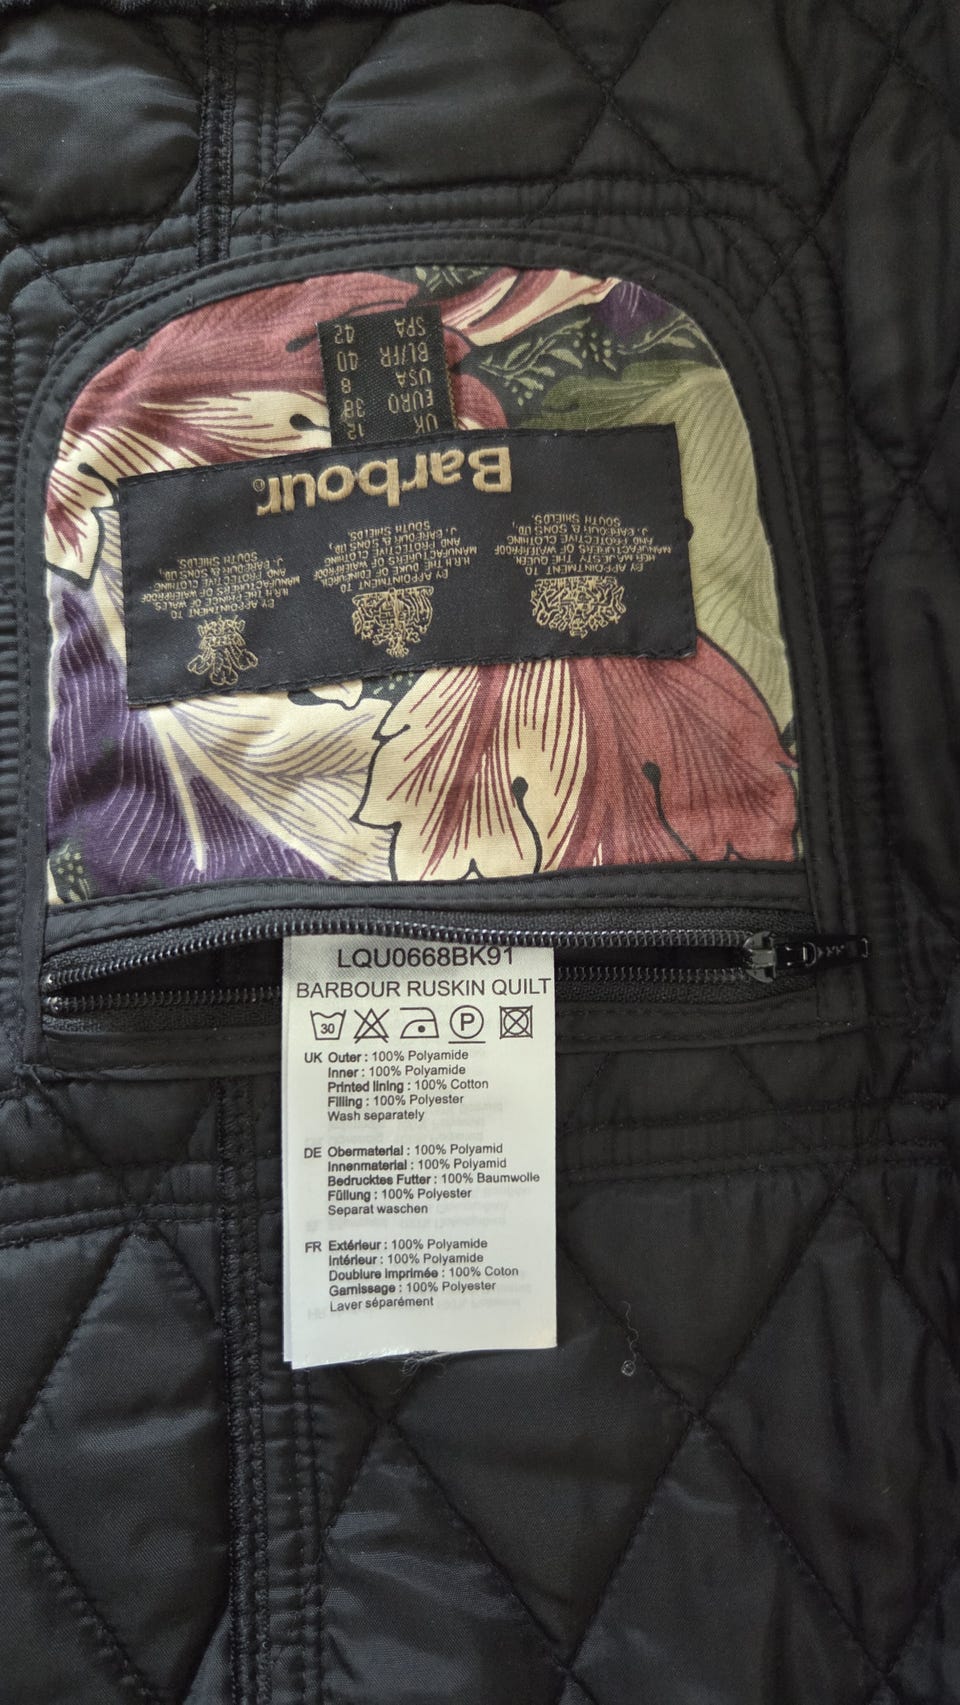 UK 12
EURO 38
USA 8
BL/FR 40
SPA 42
Barbour
BY APPOINTMENT TO
HER MAJESTY THE QUEEN
MANUFACTURERS OF WATERPROOF
AND PROTECTIVE CLOTHING
J. BARBOUR & SONS LTD,
SOUTH SHIELDS.
BY APPOINTMENT TO
H.R.H THE DUKE OF EDINBURGH
MANUFACTURERS OF WATERPROOF
AND PROTECTIVE CLOTHING
J. BARBOUR & SONS LTD,
SOUTH SHIELDS.
BY APPOINTMENT TO
H.R.H THE PRINCE OF WALES
MANUFACTURERS OF WATERPROOF
AND PROTECTIVE CLOTHING
J. BARBOUR & SONS LTD,
SOUTH SHIELDS.
LQU0668BK91
BARBOUR RUSKIN QUILT
30 P
UK Outer : 100% Polyamide
Inner : 100% Polyamide
Printed lining : 100% Cotton
Filling : 100% Polyester
Wash separately
DE Obermaterial : 100% Polyamid
Innenmaterial : 100% Polyamid
Bedrucktes Futter : 100% Baumwolle
Füllung : 100% Polyester
Separat waschen
FR Extérieur : 100% Polyamide
Intérieur : 100% Polyamide
Doublure imprimée : 100% Coton
Garnissage : 100% Polyester
Laver séparément